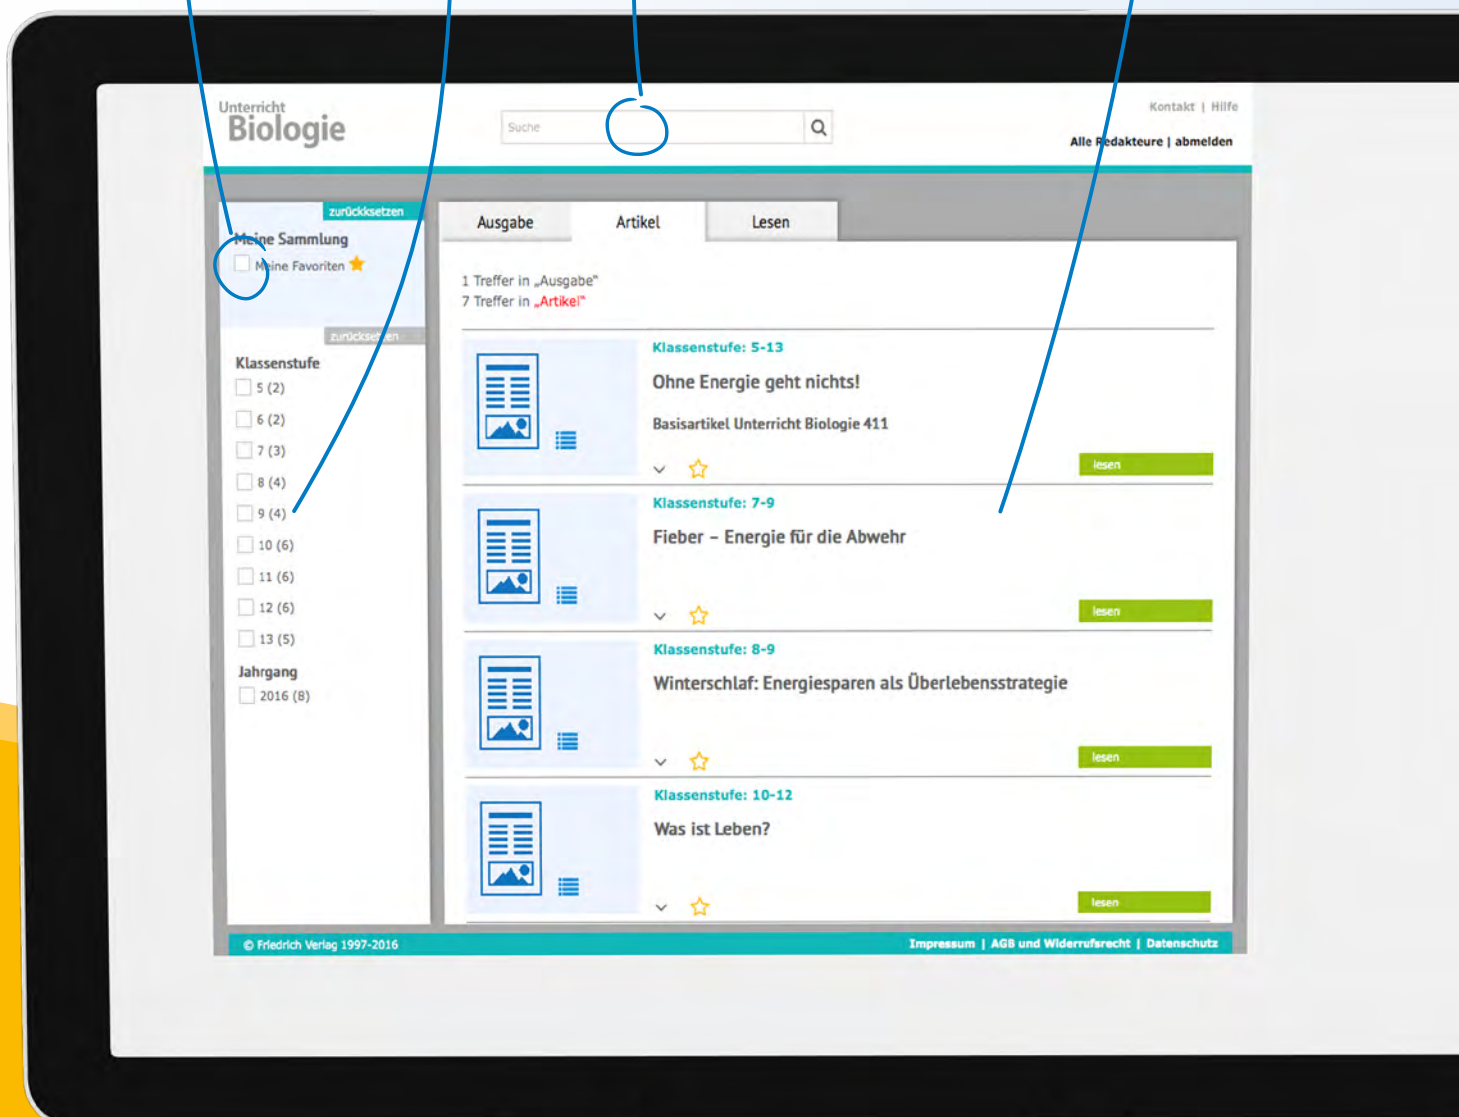 Unterricht
Biologie
Suche
Kontakt | Hilfe
Alle Redakteure | abmelden
zurückksetzen
Meine Sammlung
Meine Favoriten
zurücksetzen
Klassenstufe
5 (2)
6 (2)
7 (3)
8 (4)
9 (4)
10 (6)
11 (6)
12 (6)
13 (5)
Jahrgang
2016 (8)
Ausgabe
Artikel
Lesen
1 Treffer in „Ausgabe“
7 Treffer in „Artikel“
Klassenstufe: 5-13
Ohne Energie geht nichts!
Basisartikel Unterricht Biologie 411
lesen
Klassenstufe: 7-9
Fieber – Energie für die Abwehr
lesen
Klassenstufe: 8-9
Winterschlaf: Energiesparen als Überlebensstrategie
lesen
Klassenstufe: 10-12
Was ist Leben?
lesen
© Friedrich Verlag 1997-2016
Impressum | AGB und Widerrufsrecht | Datenschutz